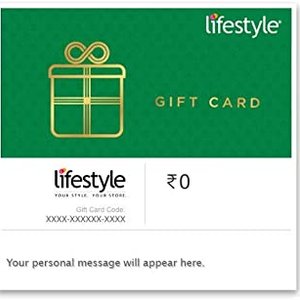 lifestyle®
GIFT CARD
lifestyle
YOUR STYLE. YOUR STORE.
₹0
Gift Card Code:
XXXX-XXXXXX-XXXX
Your personal message will appear here.